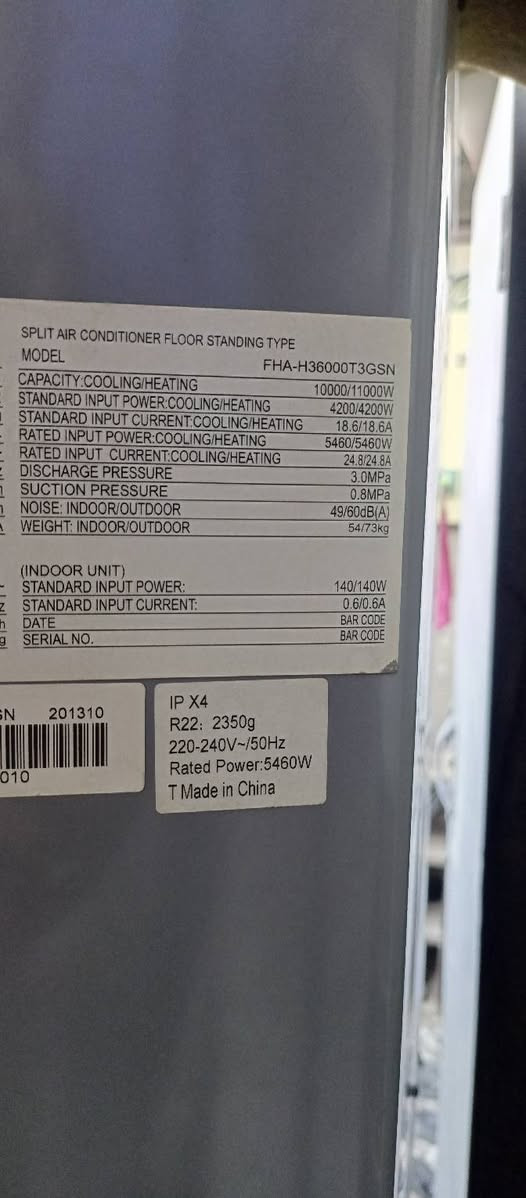 SPLIT AIR CONDITIONER FLOOR STANDING TYPE
MODEL FHA-H36000T3GSN
CAPACITY:COOLING/HEATING 10000/11000W
STANDARD INPUT POWER:COOLING/HEATING 4200/4200W
STANDARD INPUT CURRENT:COOLING/HEATING 18.6/18.6A
RATED INPUT POWER:COOLING/HEATING 5460/5460W
RATED INPUT CURRENT:COOLING/HEATING 24.8/24.8A
DISCHARGE PRESSURE 3.0MPa
SUCTION PRESSURE 0.8MPa
NOISE: INDOOR/OUTDOOR 49/60dB(A)
WEIGHT: INDOOR/OUTDOOR 54/73kg
(INDOOR UNIT)
STANDARD INPUT POWER: 140/140W
STANDARD INPUT CURRENT: 0.6/0.6A
DATE BAR CODE
SERIAL NO. BAR CODE
SN 201310
010
IP X4
R22: 2350g
220-240V~/50Hz
Rated Power:5460W
T Made in China